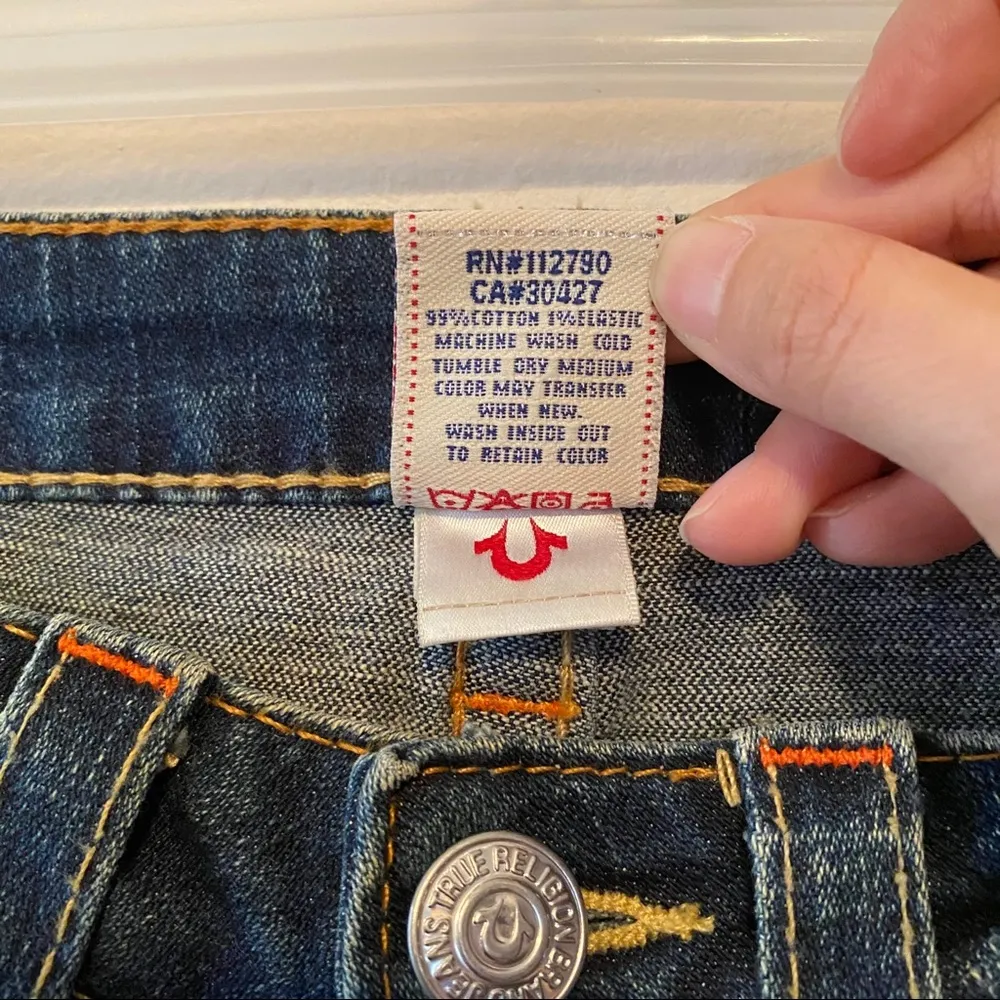 RN#112790
CA#30427
99%COTTON 1%ELASTIC
MACHINE WASH COLD
TUMBLE DRY MEDIUM
COLOR MAY TRANSFER
WHEN NEW.
WASH INSIDE OUT
TO RETAIN COLOR
TRUE RELIGION BRAND JEANS